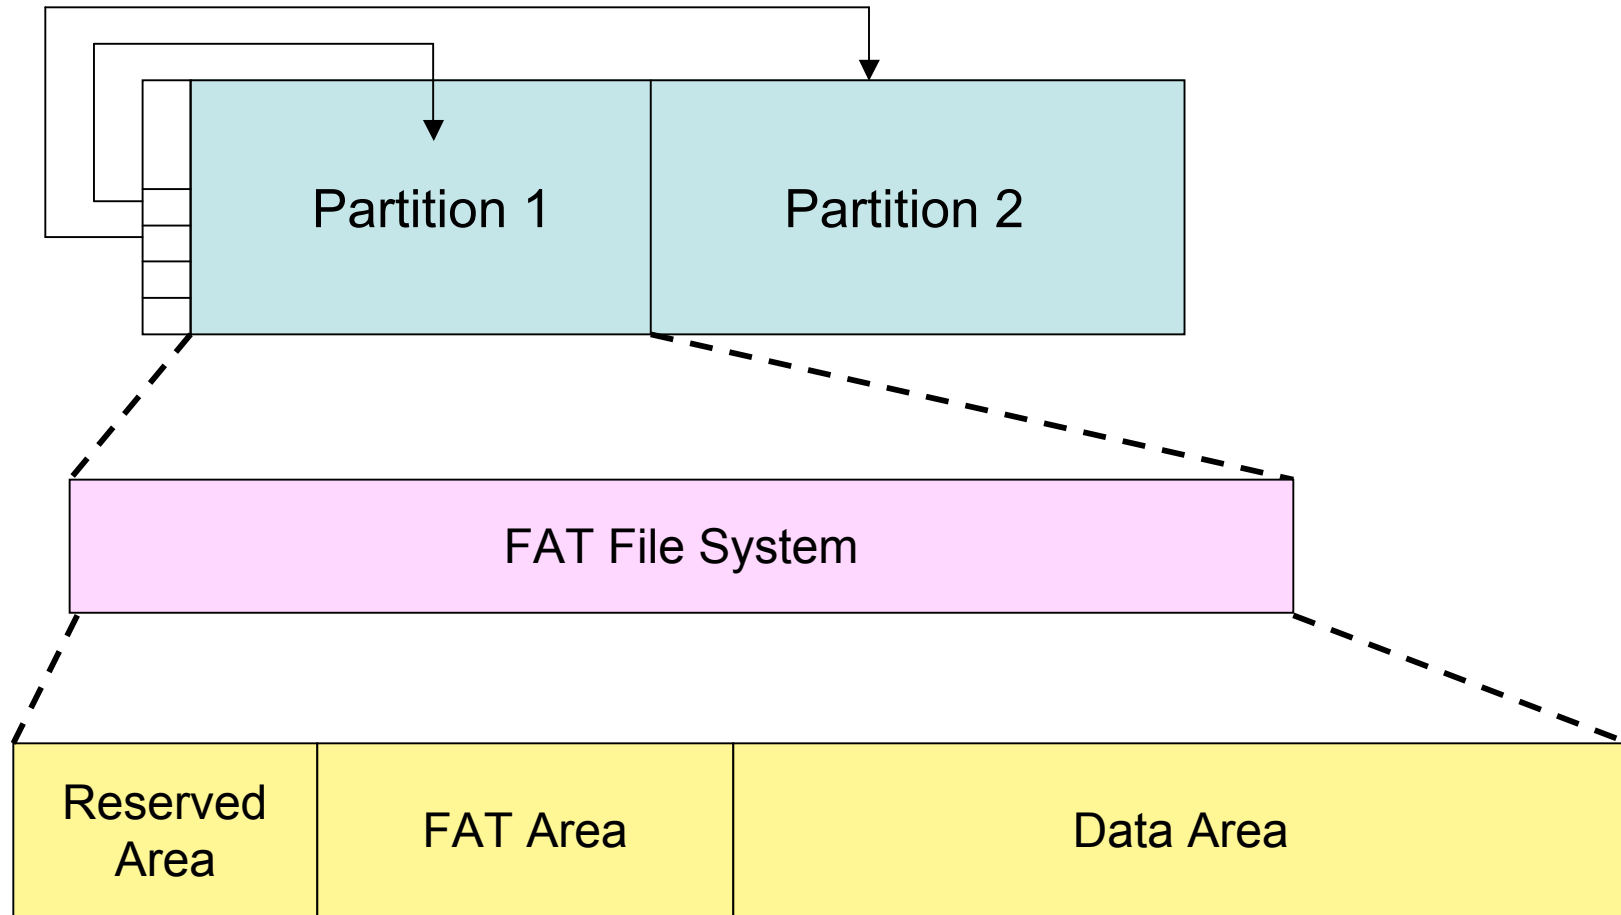 Partition 1
Partition 2
FAT File System
Reserved
Area
FAT Area
Data Area